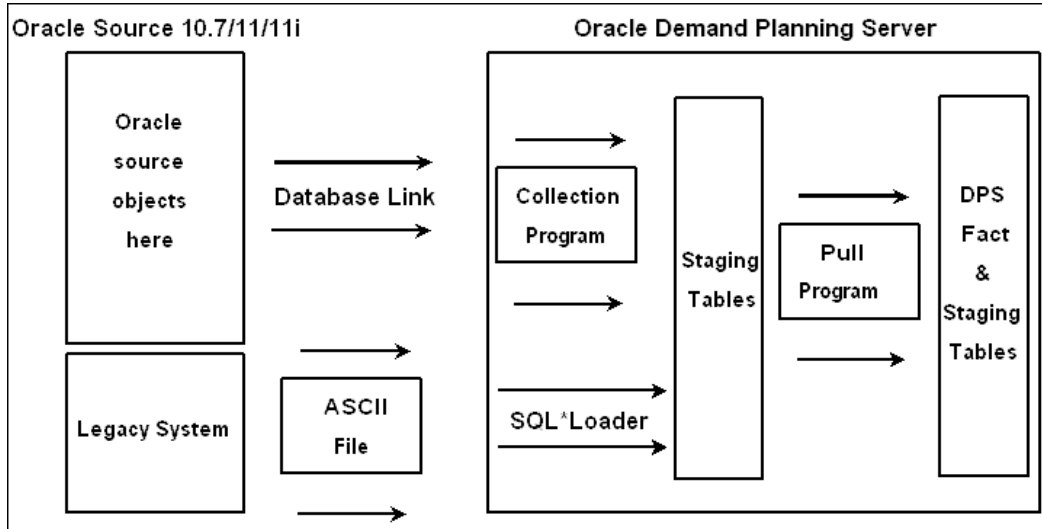 Oracle Source 10.7/11/11i
Oracle Demand Planning Server
Oracle
source
objects
here
Database Link
Collection
Program
Staging
Tables
Pull
Program
DPS
Fact
&
Staging
Tables
Legacy System
ASCII
File
SQL*Loader